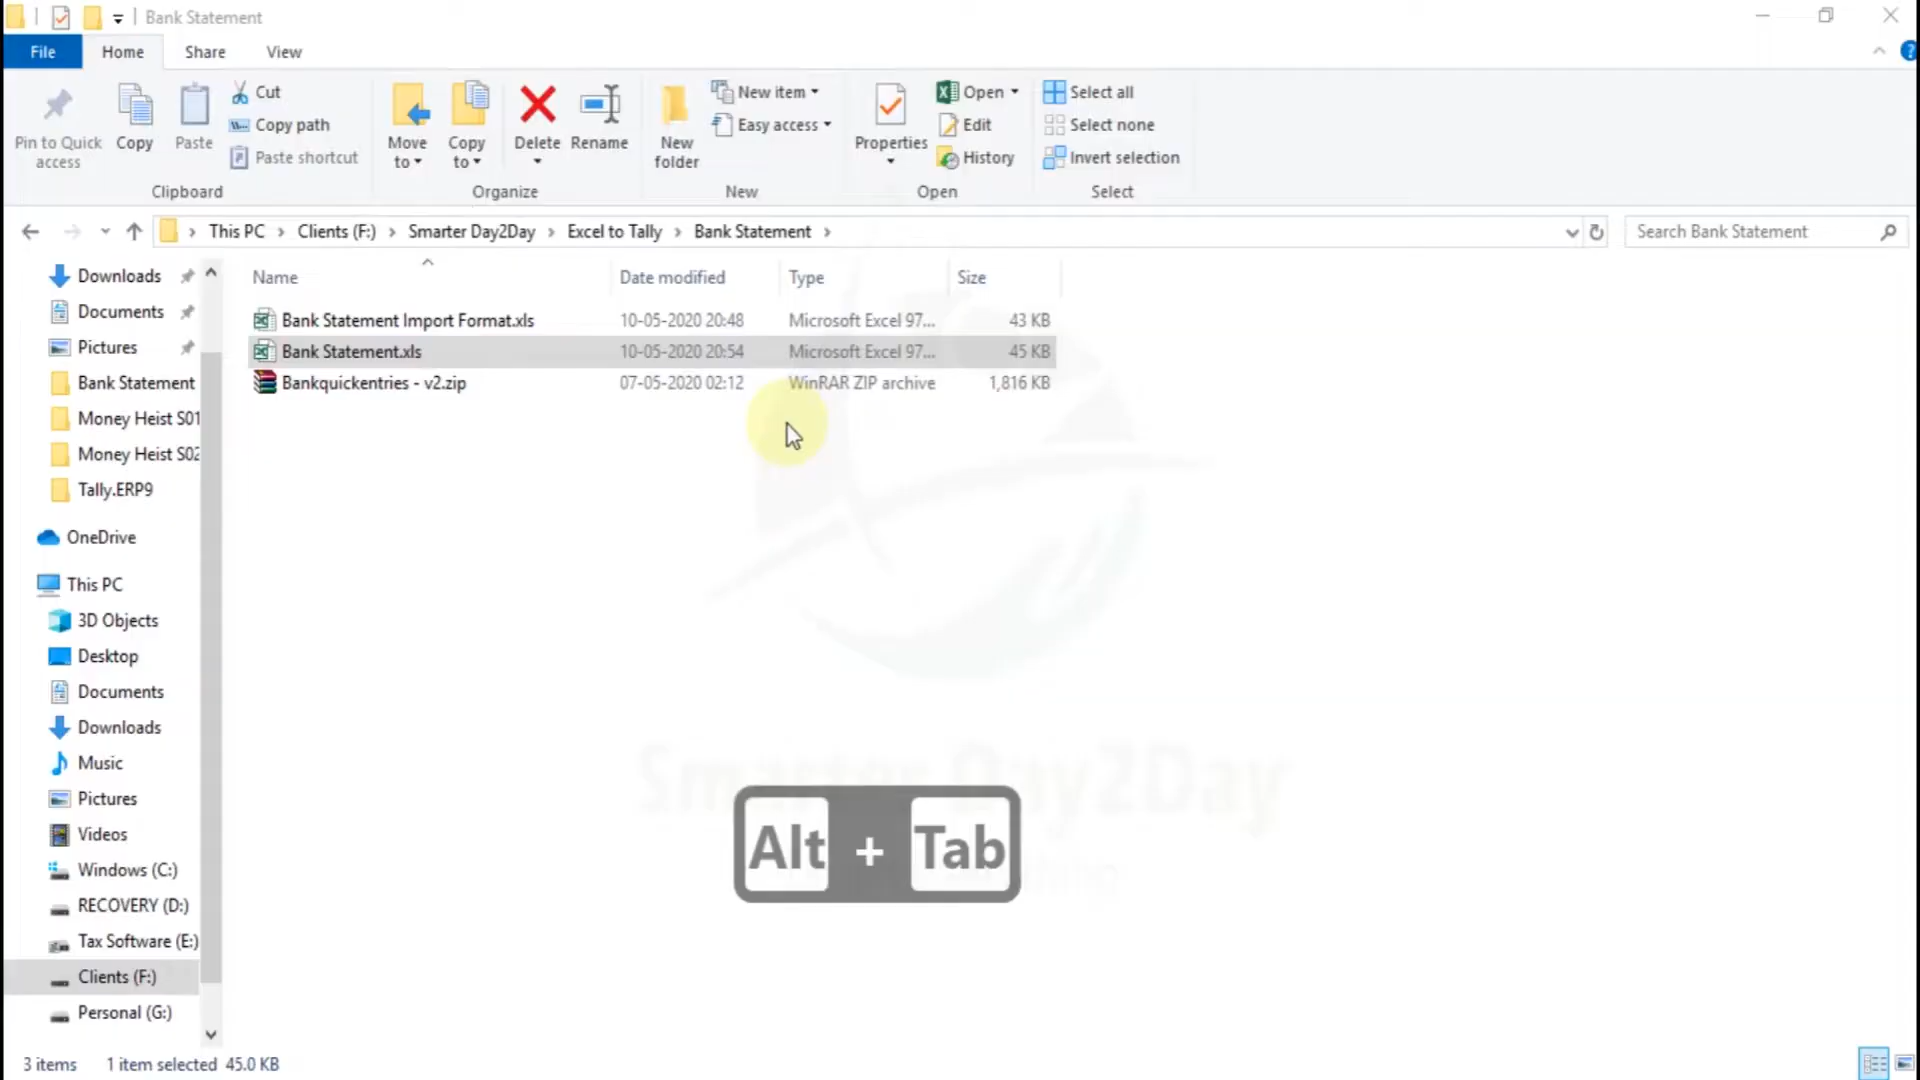 Bank Statement
File Home Share View
Pin to Quick access
Copy
Paste
Cut
Copy path
Paste shortcut
Clipboard
Move to
Copy to
Delete
Rename
Organize
New folder
New item
Easy access
New
Properties
Open
Edit
History
Open
Select all
Select none
Invert selection
Select
This PC > Clients (F:) > Smarter Day2Day > Excel to Tally > Bank Statement >
Search Bank Statement
Name Date modified Type Size
Bank Statement Import Format.xls 10-05-2020 20:48 Microsoft Excel 97... 43 KB
Bank Statement.xls 10-05-2020 20:54 Microsoft Excel 97... 45 KB
Bankquickentries - v2.zip 07-05-2020 02:12 WinRAR ZIP archive 1,816 KB
Downloads
Documents
Pictures
Bank Statement
Money Heist S01
Money Heist S02
Tally.ERP9
OneDrive
This PC
3D Objects
Desktop
Documents
Downloads
Music
Pictures
Videos
Windows (C:)
RECOVERY (D:)
Tax Software (E:)
Clients (F:)
Personal (G:)
Smarter Day2Day
Alt + Tab
3 items 1 item selected 45.0 KB